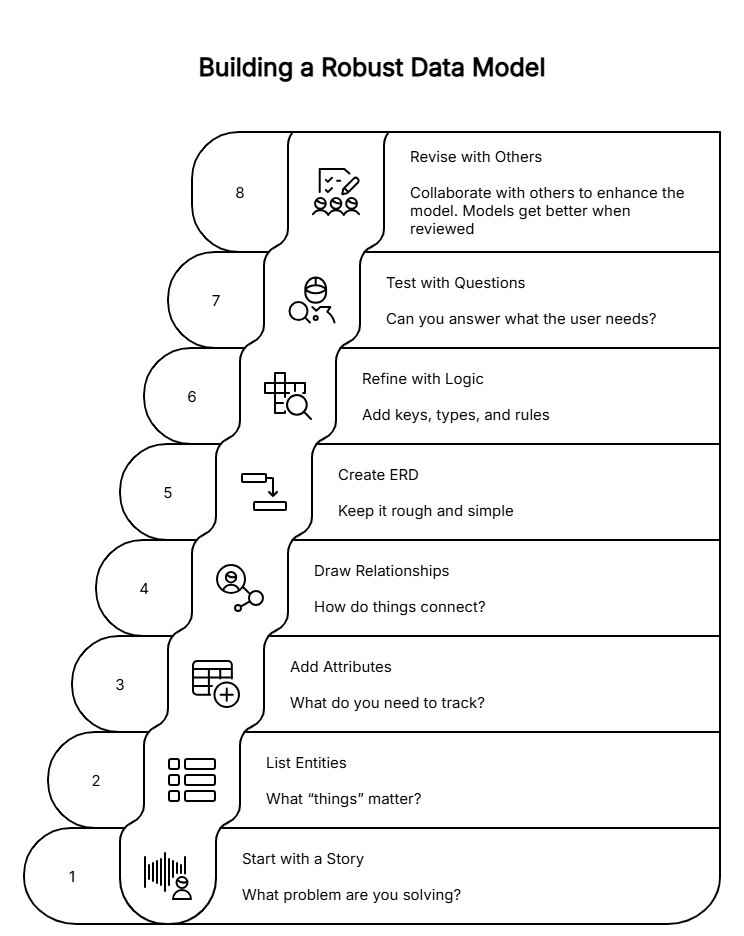 Building a Robust Data Model
8
Revise with Others
Collaborate with others to enhance the
model. Models get better when
reviewed
7
Test with Questions
Can you answer what the user needs?
6
Refine with Logic
Add keys, types, and rules
5
Create ERD
Keep it rough and simple
4
Draw Relationships
How do things connect?
3
Add Attributes
What do you need to track?
2
List Entities
What “things” matter?
1
Start with a Story
What problem are you solving?